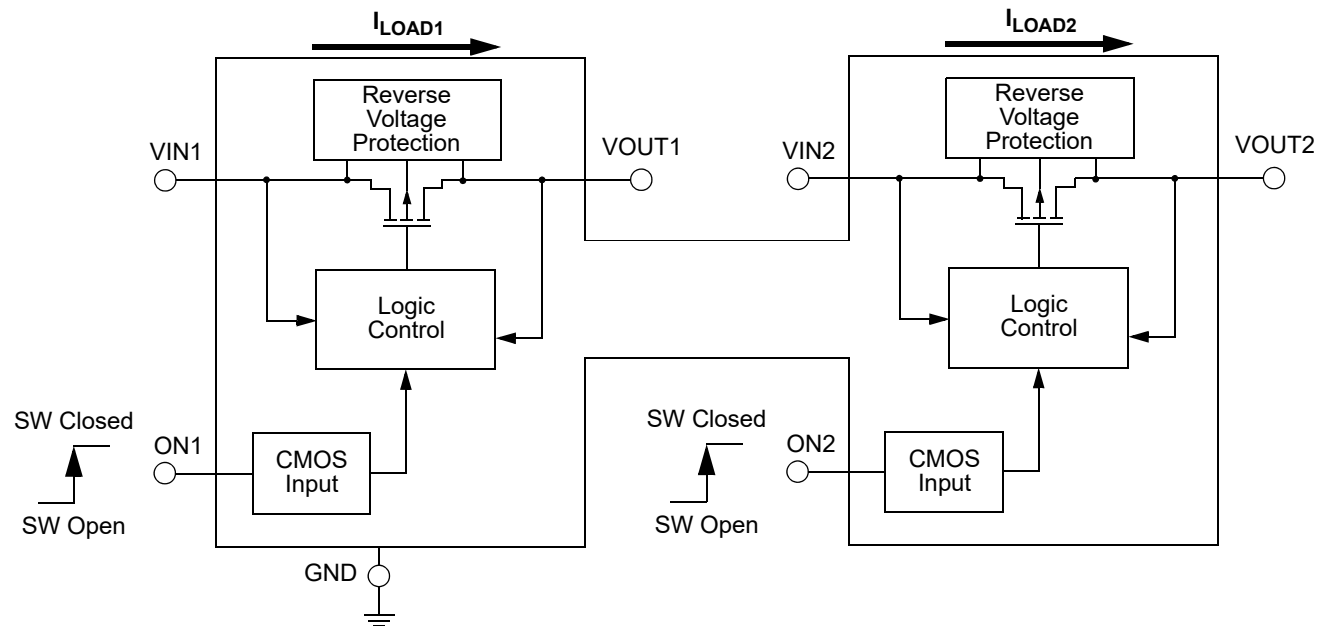 ILOAD1
Reverse
Voltage
Protection
VIN1
VOUT1
Logic
Control
SW Closed
ON1
CMOS
Input
SW Open
GND
ILOAD2
Reverse
Voltage
Protection
VIN2
VOUT2
Logic
Control
SW Closed
ON2
CMOS
Input
SW Open